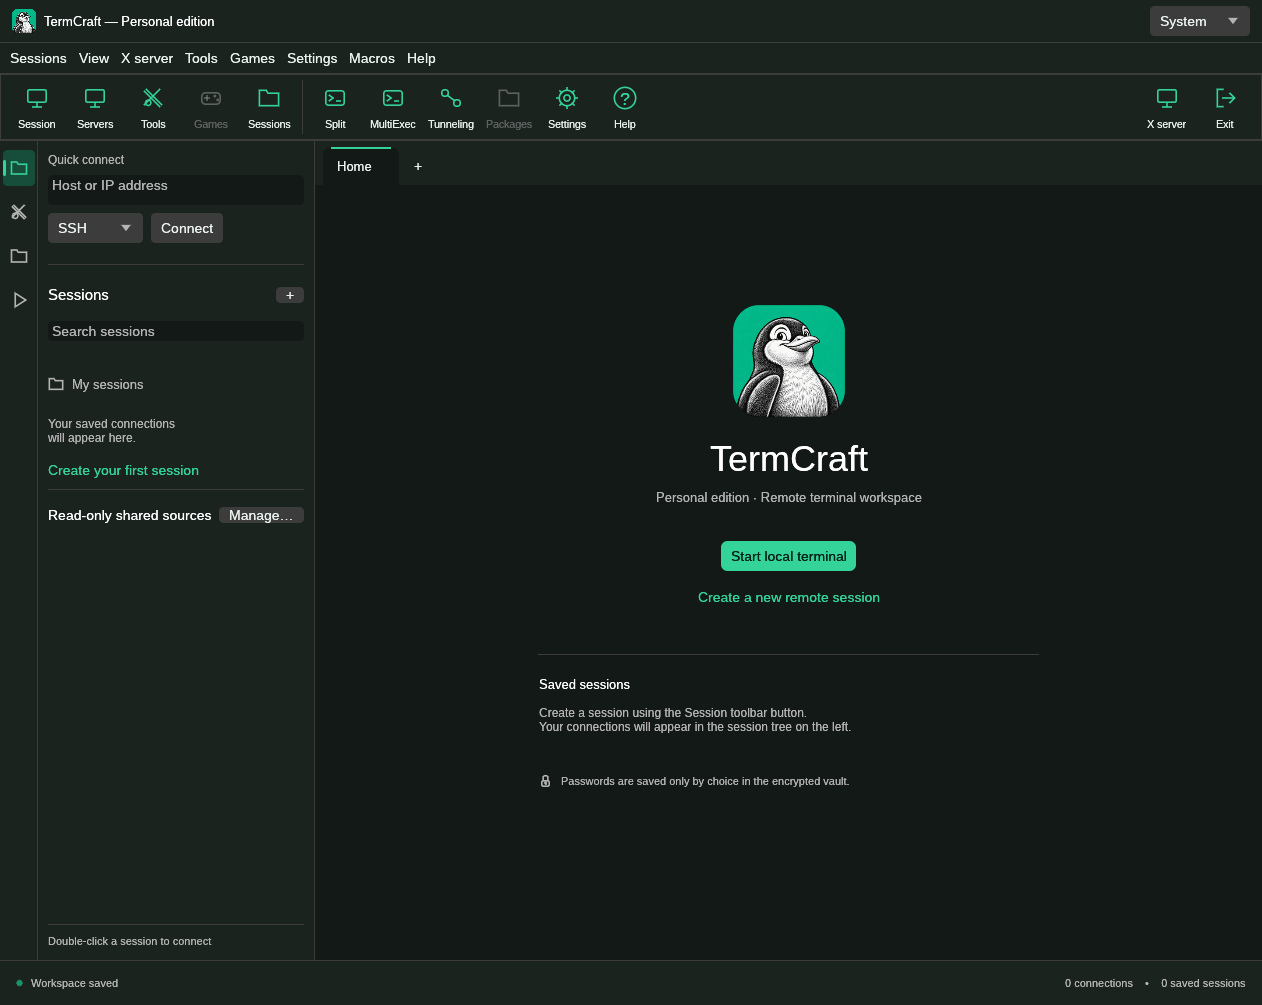 TermCraft — Personal edition
System
Sessions View X server Tools Games Settings Macros Help
Session Servers Tools Games Sessions Split MultiExec Tunneling Packages Settings Help X server Exit
Quick connect
Host or IP address
SSH Connect
Sessions +
Search sessions
My sessions
Your saved connections
will appear here.
Create your first session
Read-only shared sources Manage…
Double-click a session to connect
Home +
TermCraft
Personal edition · Remote terminal workspace
Start local terminal
Create a new remote session
Saved sessions
Create a session using the Session toolbar button.
Your connections will appear in the session tree on the left.
Passwords are saved only by choice in the encrypted vault.
Workspace saved
0 connections • 0 saved sessions